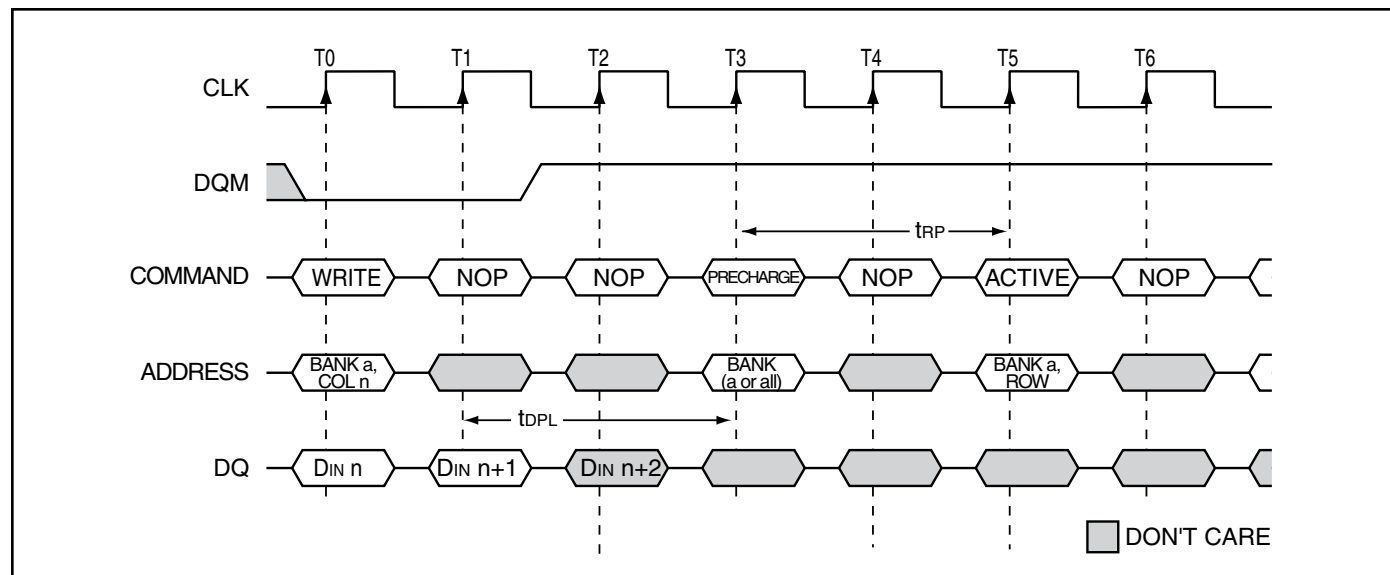 T0 T1 T2 T3 T4 T5 T6
CLK
DQM
tRP
COMMAND WRITE NOP NOP PRECHARGE NOP ACTIVE NOP
ADDRESS BANK a, COL n BANK (a or all) BANK a, ROW
tDPL
DQ DIN n DIN n+1 DIN n+2
DON'T CARE